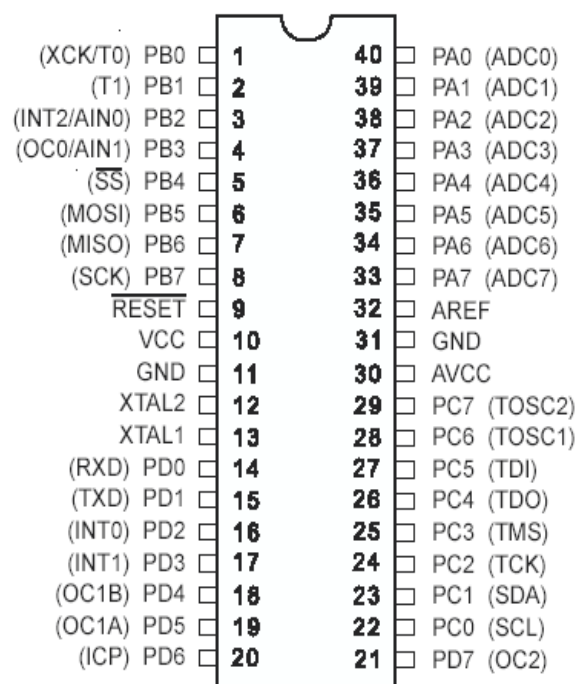 (XCK/T0) PB0 1 40 PA0 (ADC0)
(T1) PB1 2 39 PA1 (ADC1)
(INT2/AIN0) PB2 3 38 PA2 (ADC2)
(OC0/AIN1) PB3 4 37 PA3 (ADC3)
(SS) PB4 5 36 PA4 (ADC4)
(MOSI) PB5 6 35 PA5 (ADC5)
(MISO) PB6 7 34 PA6 (ADC6)
(SCK) PB7 8 33 PA7 (ADC7)
RESET 9 32 AREF
VCC 10 31 GND
GND 11 30 AVCC
XTAL2 12 29 PC7 (TOSC2)
XTAL1 13 28 PC6 (TOSC1)
(RXD) PD0 14 27 PC5 (TDI)
(TXD) PD1 15 26 PC4 (TDO)
(INT0) PD2 16 25 PC3 (TMS)
(INT1) PD3 17 24 PC2 (TCK)
(OC1B) PD4 18 23 PC1 (SDA)
(OC1A) PD5 19 22 PC0 (SCL)
(ICP) PD6 20 21 PD7 (OC2)